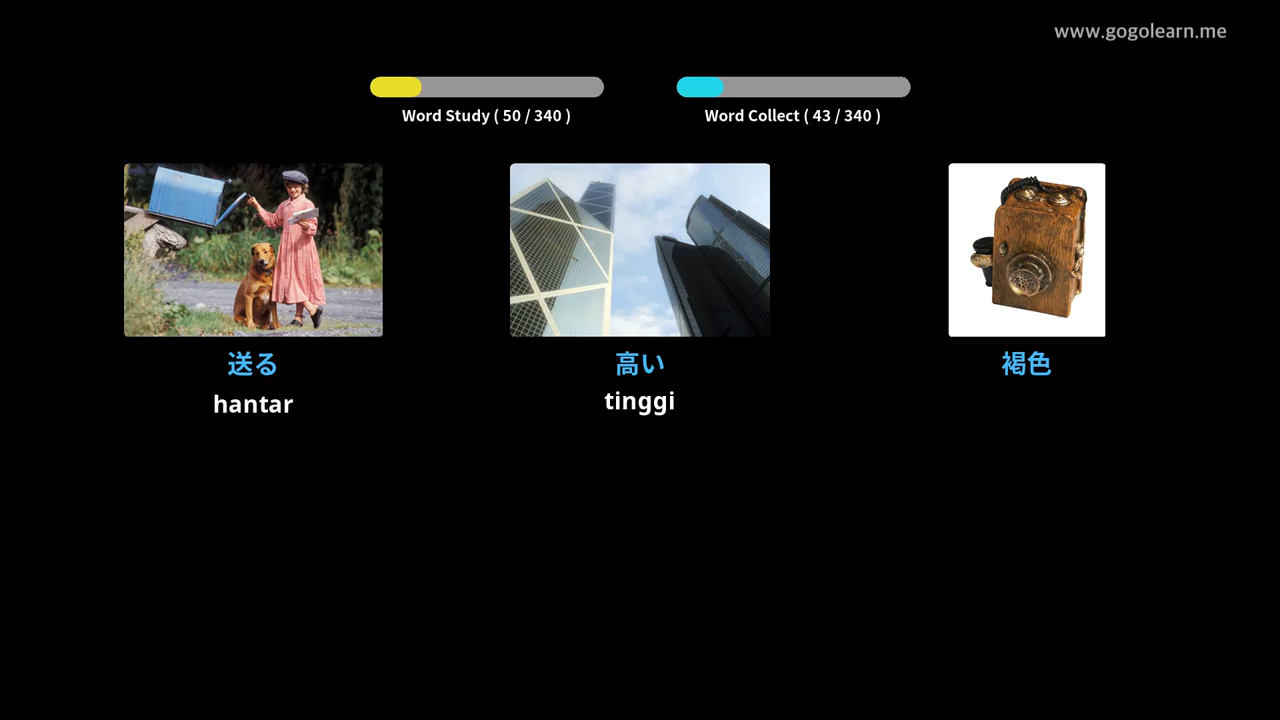 www.gogolearn.me
Word Study ( 50 / 340 )
Word Collect ( 43 / 340 )
送る
高い
褐色
hantar
tinggi